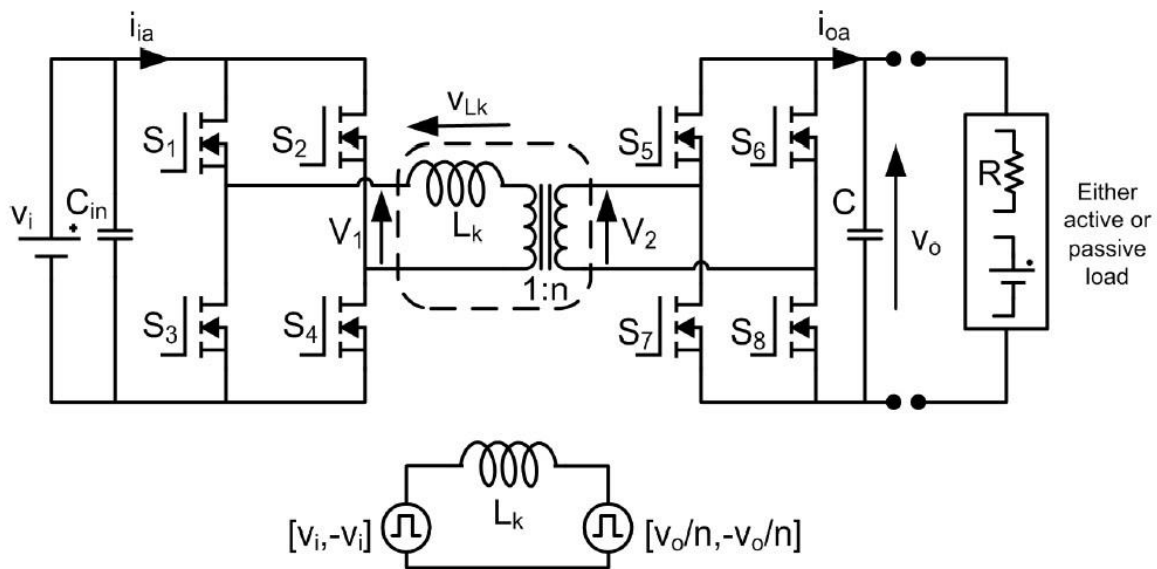 i_ia
i_oa
v_Lk
S_1
S_2
S_5
S_6
v_i
C_in
L_k
V_1
V_2
C
v_o
R
Either
active or
passive
load
1:n
S_3
S_4
S_7
S_8
L_k
[v_i,-v_i]
[v_o/n,-v_o/n]